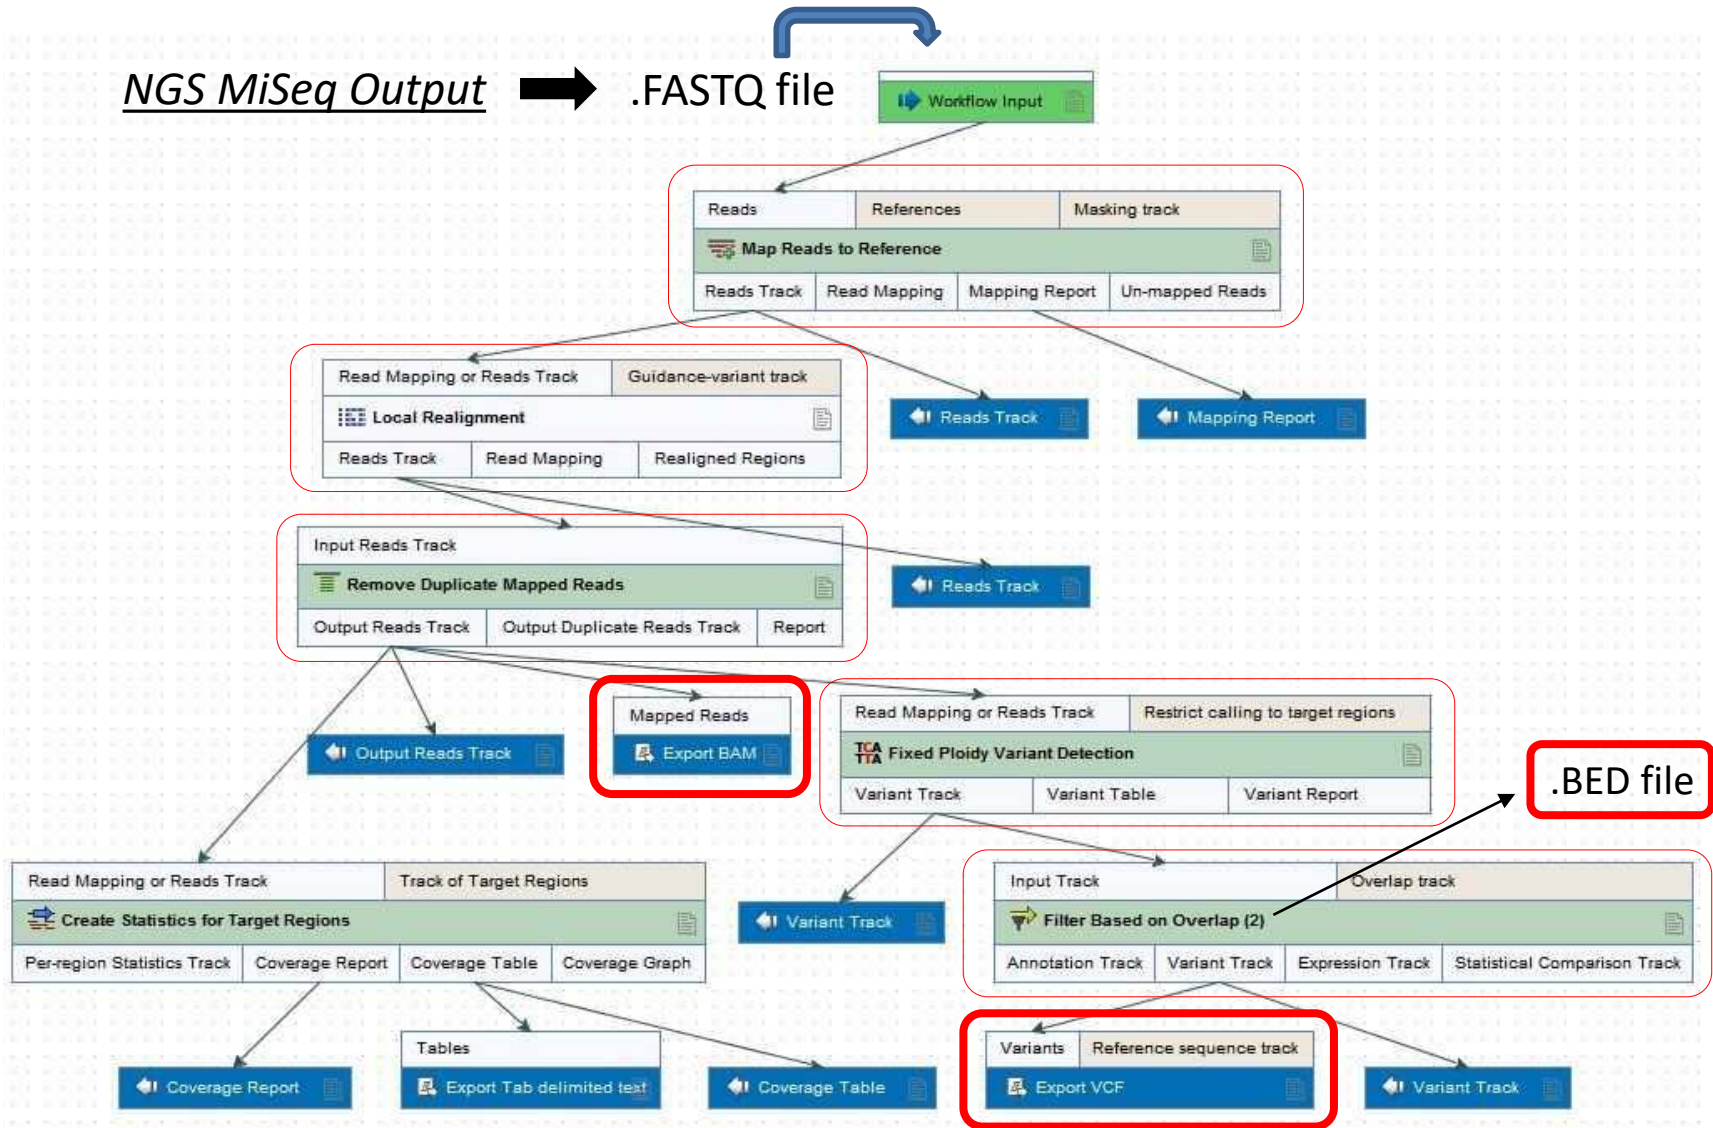 NGS MiSeq Output
.FASTQ file
Workflow Input
Reads References Masking track
Map Reads to Reference
Reads Track Read Mapping Mapping Report Un-mapped Reads
Read Mapping or Reads Track Guidance-variant track
Local Realignment
Reads Track Read Mapping Realigned Regions
Reads Track
Mapping Report
Input Reads Track
Remove Duplicate Mapped Reads
Output Reads Track Output Duplicate Reads Track Report
Reads Track
Output Reads Track
Mapped Reads
Export BAM
Read Mapping or Reads Track Restrict calling to target regions
TCA
TTA
Fixed Ploidy Variant Detection
Variant Track Variant Table Variant Report
.BED file
Read Mapping or Reads Track Track of Target Regions
Create Statistics for Target Regions
Per-region Statistics Track Coverage Report Coverage Table Coverage Graph
Variant Track
Input Track Overlap track
Filter Based on Overlap (2)
Annotation Track Variant Track Expression Track Statistical Comparison Track
Coverage Report
Tables
Export Tab delimited text
Coverage Table
Variants Reference sequence track
Export VCF
Variant Track